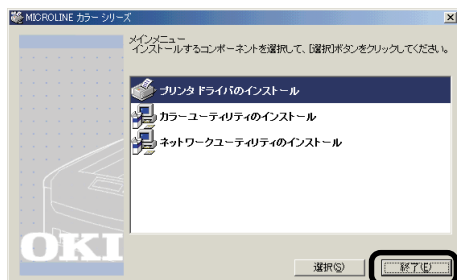 MICROLINE カラー シリーズ
メインメニュー
インストールするコンポーネントを選択して、[選択]ボタンをクリックしてください。
プリンタ ドライバのインストール
カラーユーティリティのインストール
ネットワークユーティリティのインストール
OKI
選択(S)
終了(E)